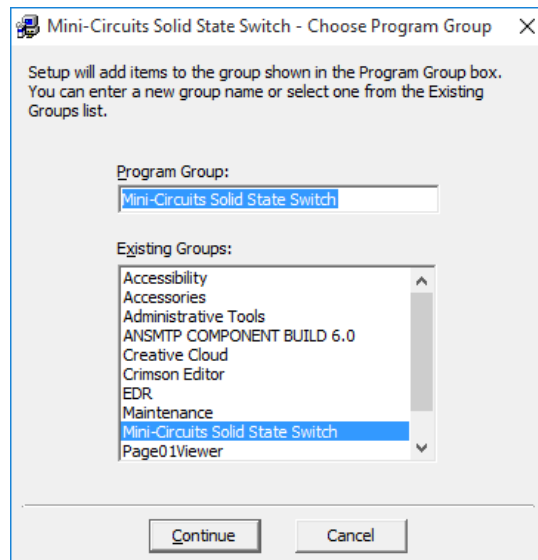 Mini-Circuits Solid State Switch - Choose Program Group
Setup will add items to the group shown in the Program Group box.
You can enter a new group name or select one from the Existing
Groups list.
Program Group:
Mini-Circuits Solid State Switch
Existing Groups:
Accessibility
Accessories
Administrative Tools
ANSMTP COMPONENT BUILD 6.0
Creative Cloud
Crimson Editor
EDR
Maintenance
Mini-Circuits Solid State Switch
Page01Viewer
Continue
Cancel